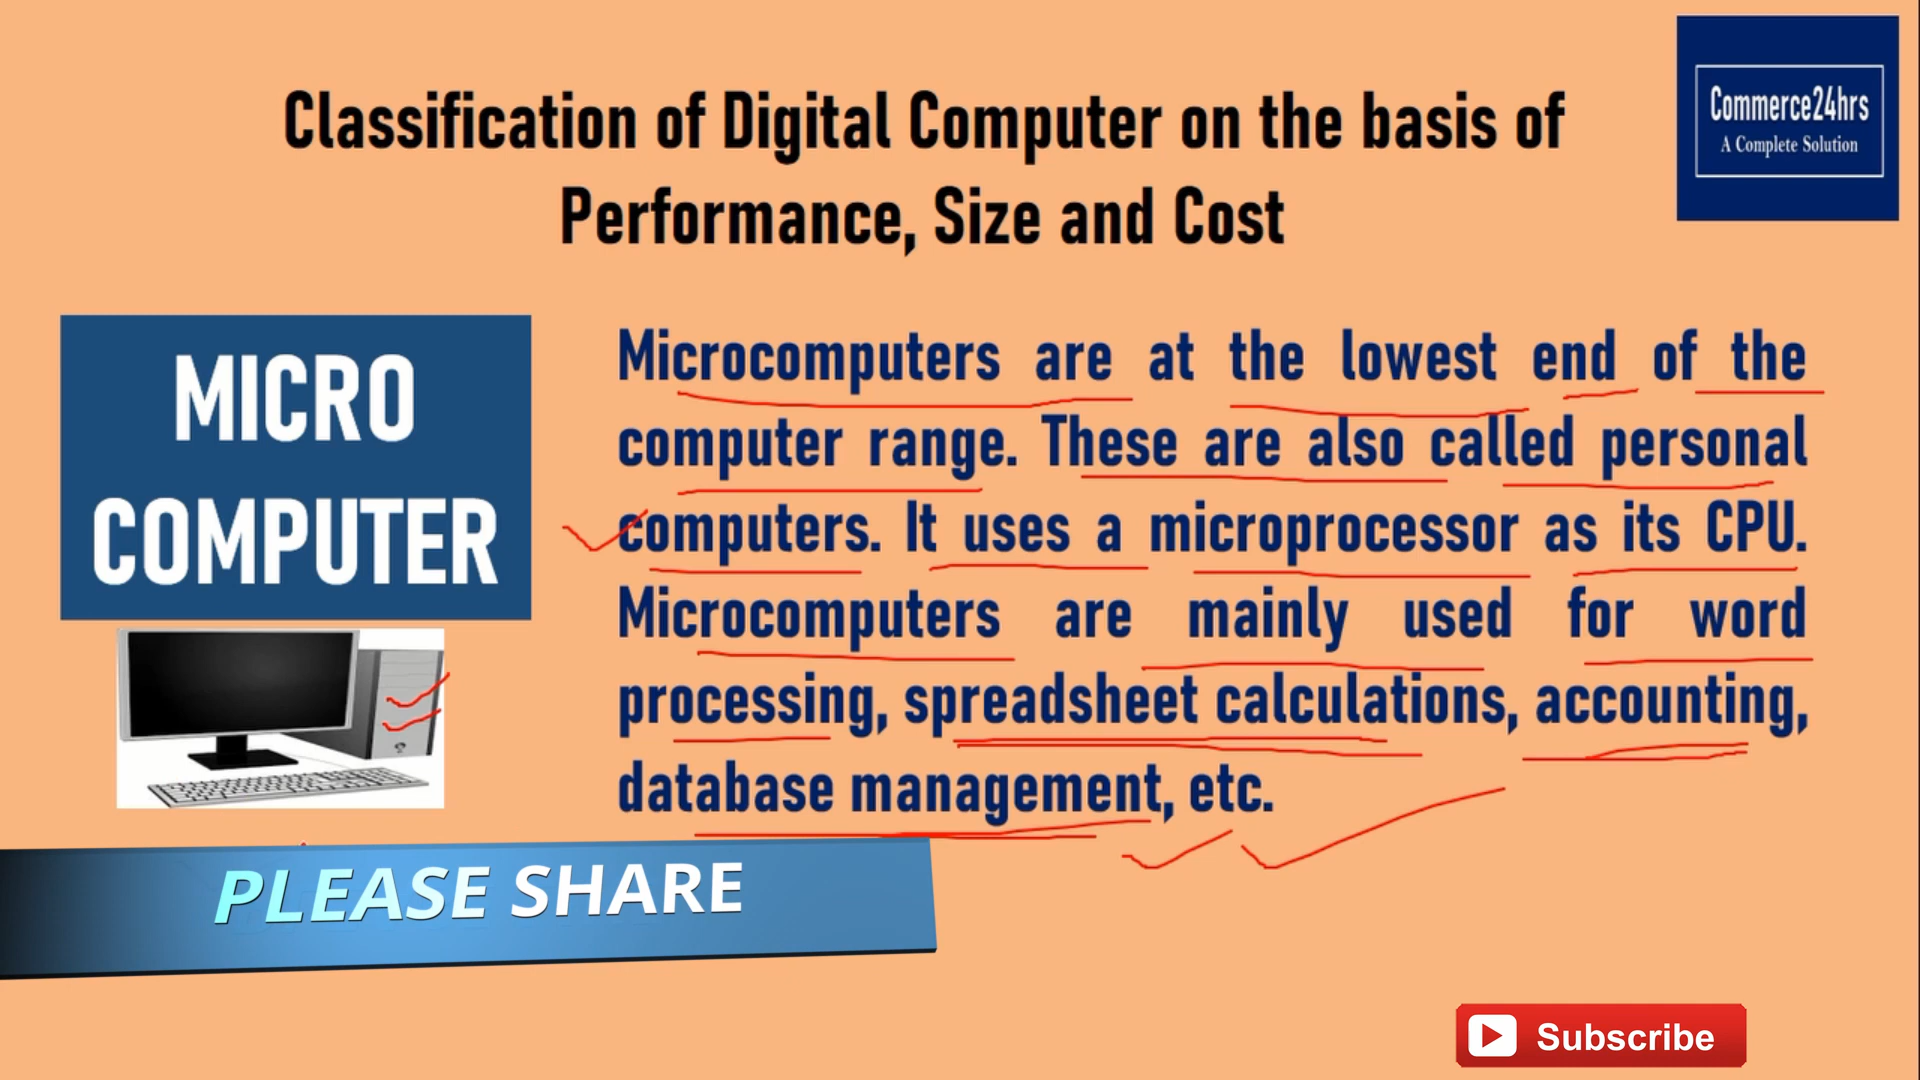 Commerce24hrs
A Complete Solution
Classification of Digital Computer on the basis of
Performance, Size and Cost
MICRO
COMPUTER
Microcomputers are at the lowest end of the
computer range. These are also called personal
computers. It uses a microprocessor as its CPU.
Microcomputers are mainly used for word
processing, spreadsheet calculations, accounting,
database management, etc.
PLEASE SHARE
Subscribe